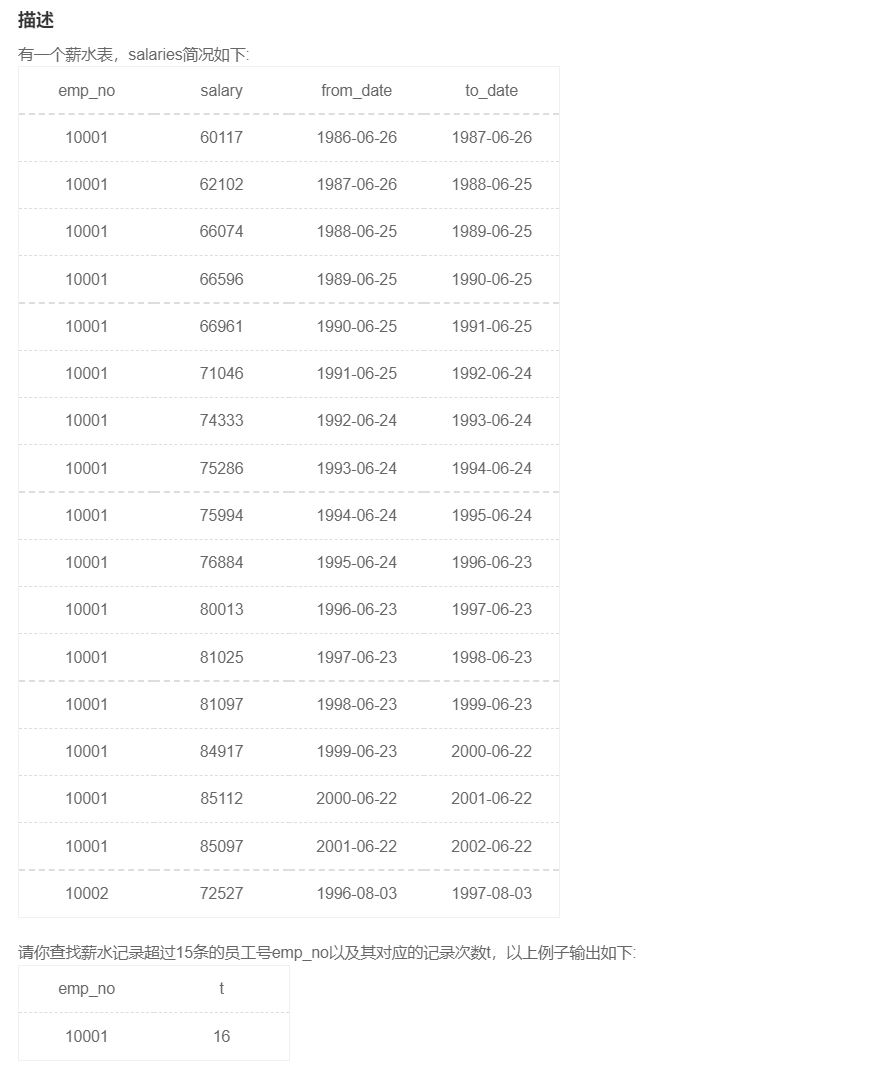 描述
有一个薪水表，salaries简况如下:
emp_no salary from_date to_date
10001 60117 1986-06-26 1987-06-26
10001 62102 1987-06-26 1988-06-25
10001 66074 1988-06-25 1989-06-25
10001 66596 1989-06-25 1990-06-25
10001 66961 1990-06-25 1991-06-25
10001 71046 1991-06-25 1992-06-24
10001 74333 1992-06-24 1993-06-24
10001 75286 1993-06-24 1994-06-24
10001 75994 1994-06-24 1995-06-24
10001 76884 1995-06-24 1996-06-23
10001 80013 1996-06-23 1997-06-23
10001 81025 1997-06-23 1998-06-23
10001 81097 1998-06-23 1999-06-23
10001 84917 1999-06-23 2000-06-22
10001 85112 2000-06-22 2001-06-22
10001 85097 2001-06-22 2002-06-22
10002 72527 1996-08-03 1997-08-03
请你查找薪水记录超过15条的员工号emp_no以及其对应的记录次数t，以上例子输出如下:
emp_no t
10001 16